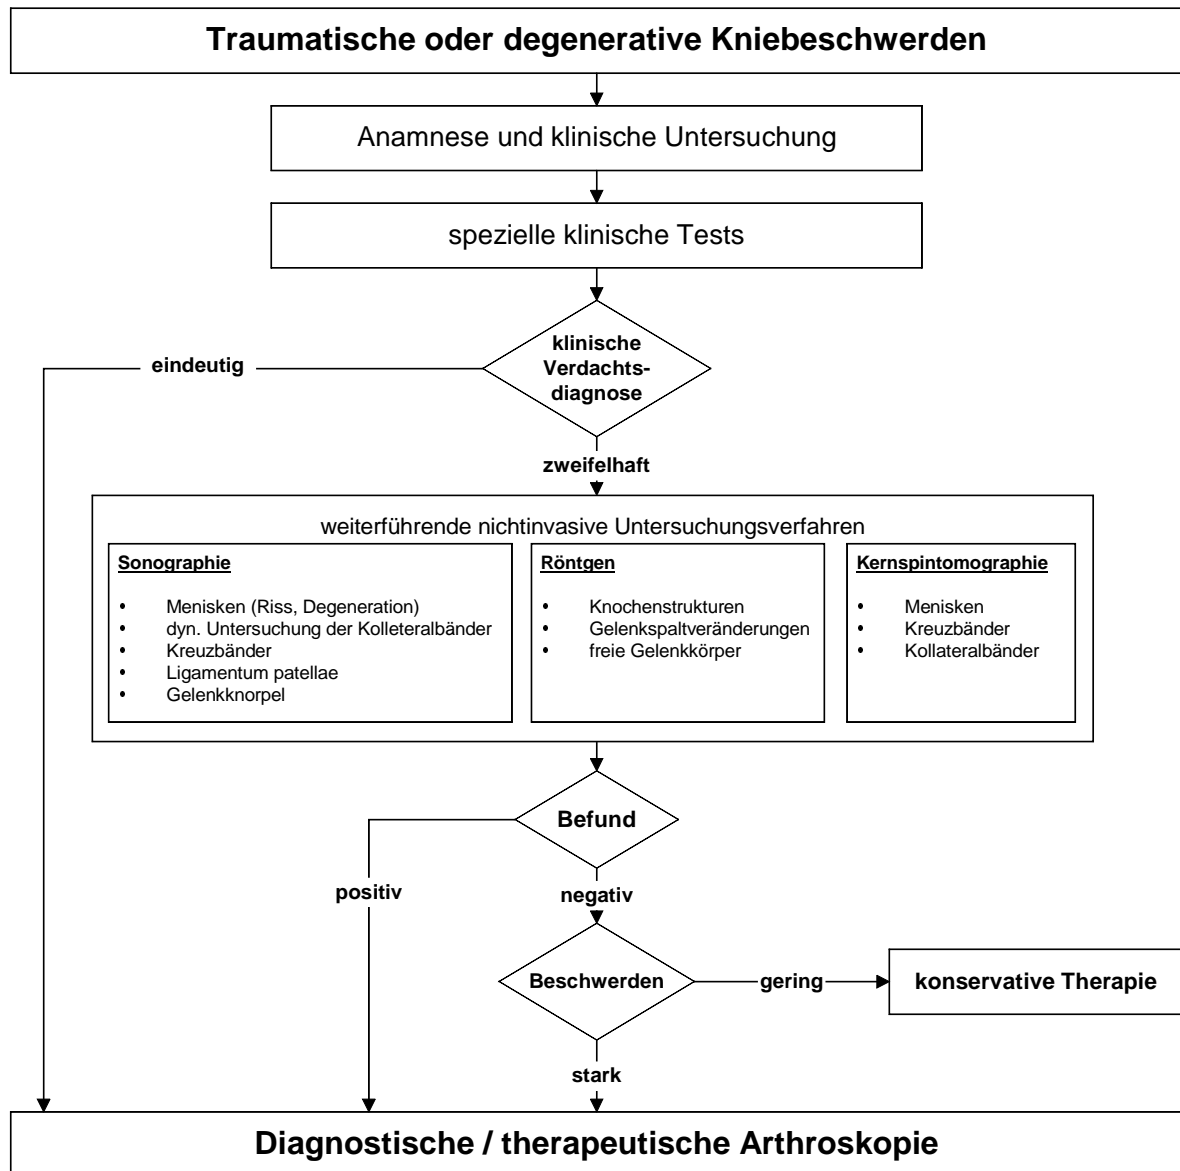 Traumatische oder degenerative Kniebeschwerden
Anamnese und klinische Untersuchung
spezielle klinische Tests
klinische
Verdachts-
diagnose
eindeutig
zweifelhaft
weiterführende nichtinvasive Untersuchungsverfahren
Sonographie
• Menisken (Riss, Degeneration)
• dyn. Untersuchung der Kolleteralbänder
• Kreuzbänder
• Ligamentum patellae
• Gelenkknorpel
Röntgen
• Knochenstrukturen
• Gelenkspaltveränderungen
• freie Gelenkkörper
Kernspintomographie
• Menisken
• Kreuzbänder
• Kollateralbänder
Befund
positiv
negativ
Beschwerden
gering
konservative Therapie
stark
Diagnostische / therapeutische Arthroskopie